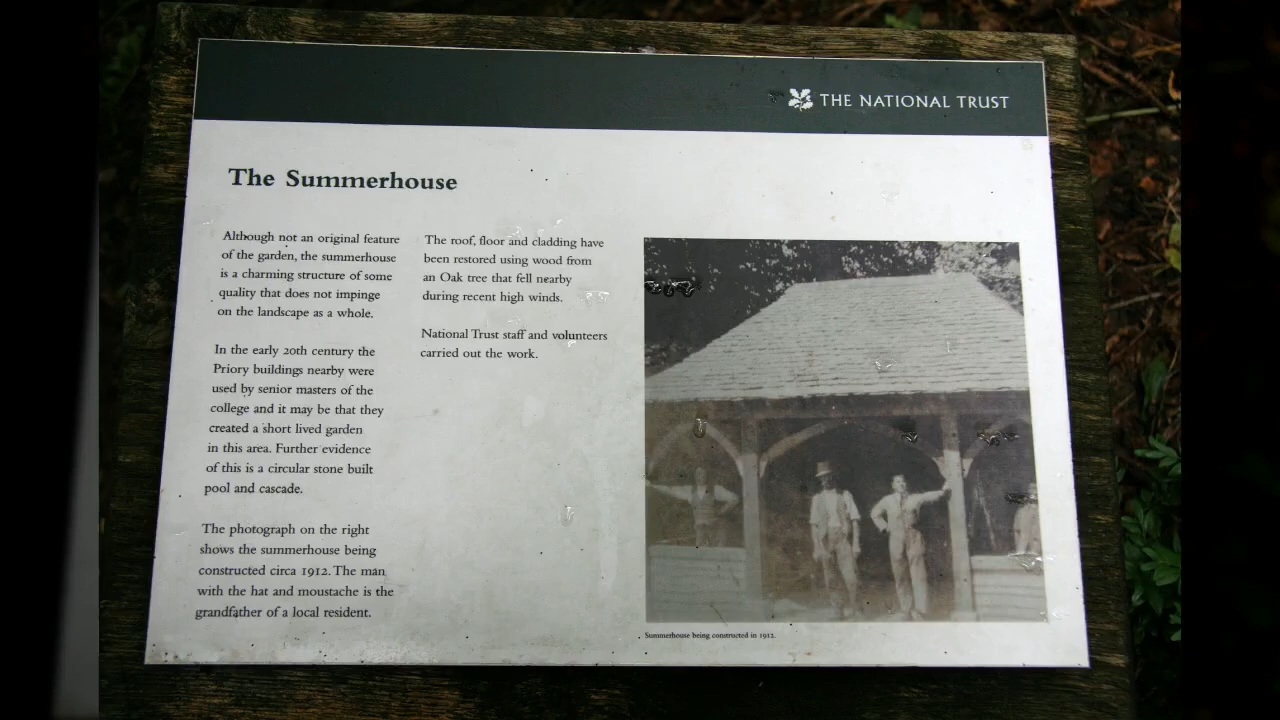 THE NATIONAL TRUST
The Summerhouse
Although not an original feature
of the garden, the summerhouse
is a charming structure of some
quality that does not impinge
on the landscape as a whole.
In the early 20th century the
Priory buildings nearby were
used by senior masters of the
college and it may be that they
created a short lived garden
in this area. Further evidence
of this is a circular stone built
pool and cascade.
The photograph on the right
shows the summerhouse being
constructed circa 1912. The man
with the hat and moustache is the
grandfather of a local resident.
The roof, floor and cladding have
been restored using wood from
an Oak tree that fell nearby
during recent high winds.
National Trust staff and volunteers
carried out the work.
Summerhouse being constructed in 1912.